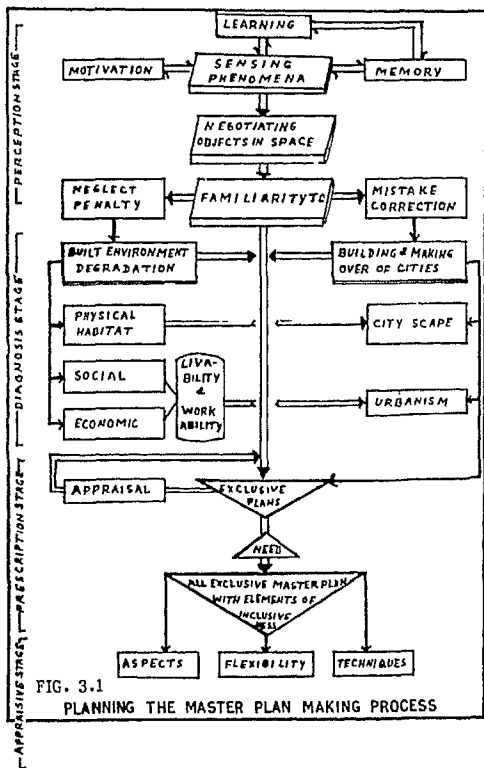 LEARNING
MOTIVATION
SENSING
PHENOMENA
MEMORY
NEGOTIATING
OBJECTS IN SPACE
NEGLECT
PENALTY
FAMILIARITY TO
MISTAKE
CORRECTION
BUILT ENVIRONMENT
DEGRADATION
BUILDING & MAKING
OVER OF CITIES
PHYSICAL
HABITAT
CITY SCAPE
SOCIAL
LIVA-
BILITY
&
WORK
ABILITY
ECONOMIC
URBANISM
APPRAISAL
EXCLUSIVE
PLANS
NEED
ALL EXCLUSIVE MASTER PLAN
WITH ELEMENTS OF
INCLUSIVE
NESS
ASPECTS
FLEXIBILITY
TECHNIQUES
FIG. 3.1
PLANNING THE MASTER PLAN MAKING PROCESS
PERCEPTION STAGE
DIAGNOSIS STAGE
PRESCRIPTION STAGE
APPRAISIVE STAGE